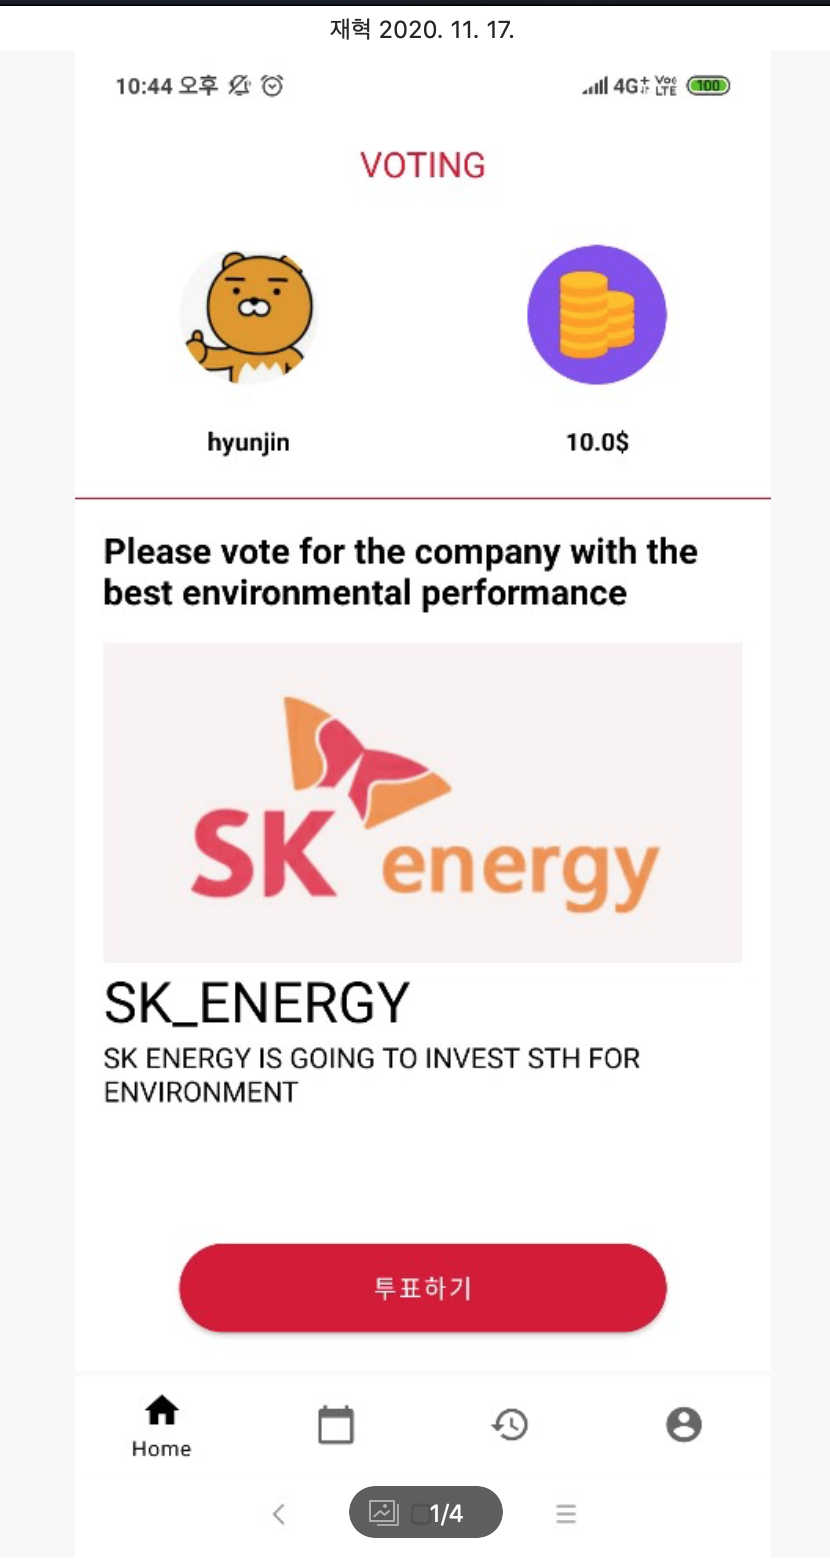 재혁 2020. 11. 17.
10:44 오후 4G+ Vo LTE 100
VOTING
hyunjin 10.0$
Please vote for the company with the
best environmental performance
SK energy
SK_ENERGY
SK ENERGY IS GOING TO INVEST STH FOR
ENVIRONMENT
투표하기
Home
1/4